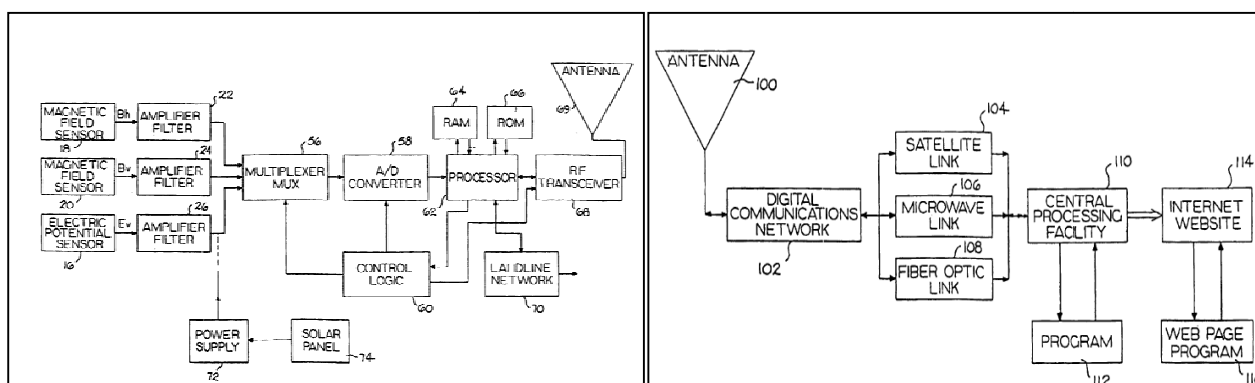 22
MAGNETIC
FIELD
SENSOR
18
Bh
AMPLIFIER
FILTER
24
MAGNETIC
FIELD
SENSOR
20
Bv
AMPLIFIER
FILTER
26
ELECTRIC
POTENTIAL
SENSOR
16
Ev
AMPLIFIER
FILTER
56
MULTIPLEXER
MUX
58
A/D
CONVERTER
64
RAM
66
ROM
PROCESSOR
62
ANTENNA
69
RF
TRANSCEIVER
68
CONTROL
LOGIC
60
LANDLINE
NETWORK
70
POWER
SUPPLY
72
SOLAR
PANEL
74
ANTENNA
100
DIGITAL
COMMUNICATIONS
NETWORK
102
104
SATELLITE
LINK
106
MICROWAVE
LINK
108
FIBER OPTIC
LINK
110
CENTRAL
PROCESSING
FACILITY
114
INTERNET
WEBSITE
PROGRAM
112
WEB PAGE
PROGRAM